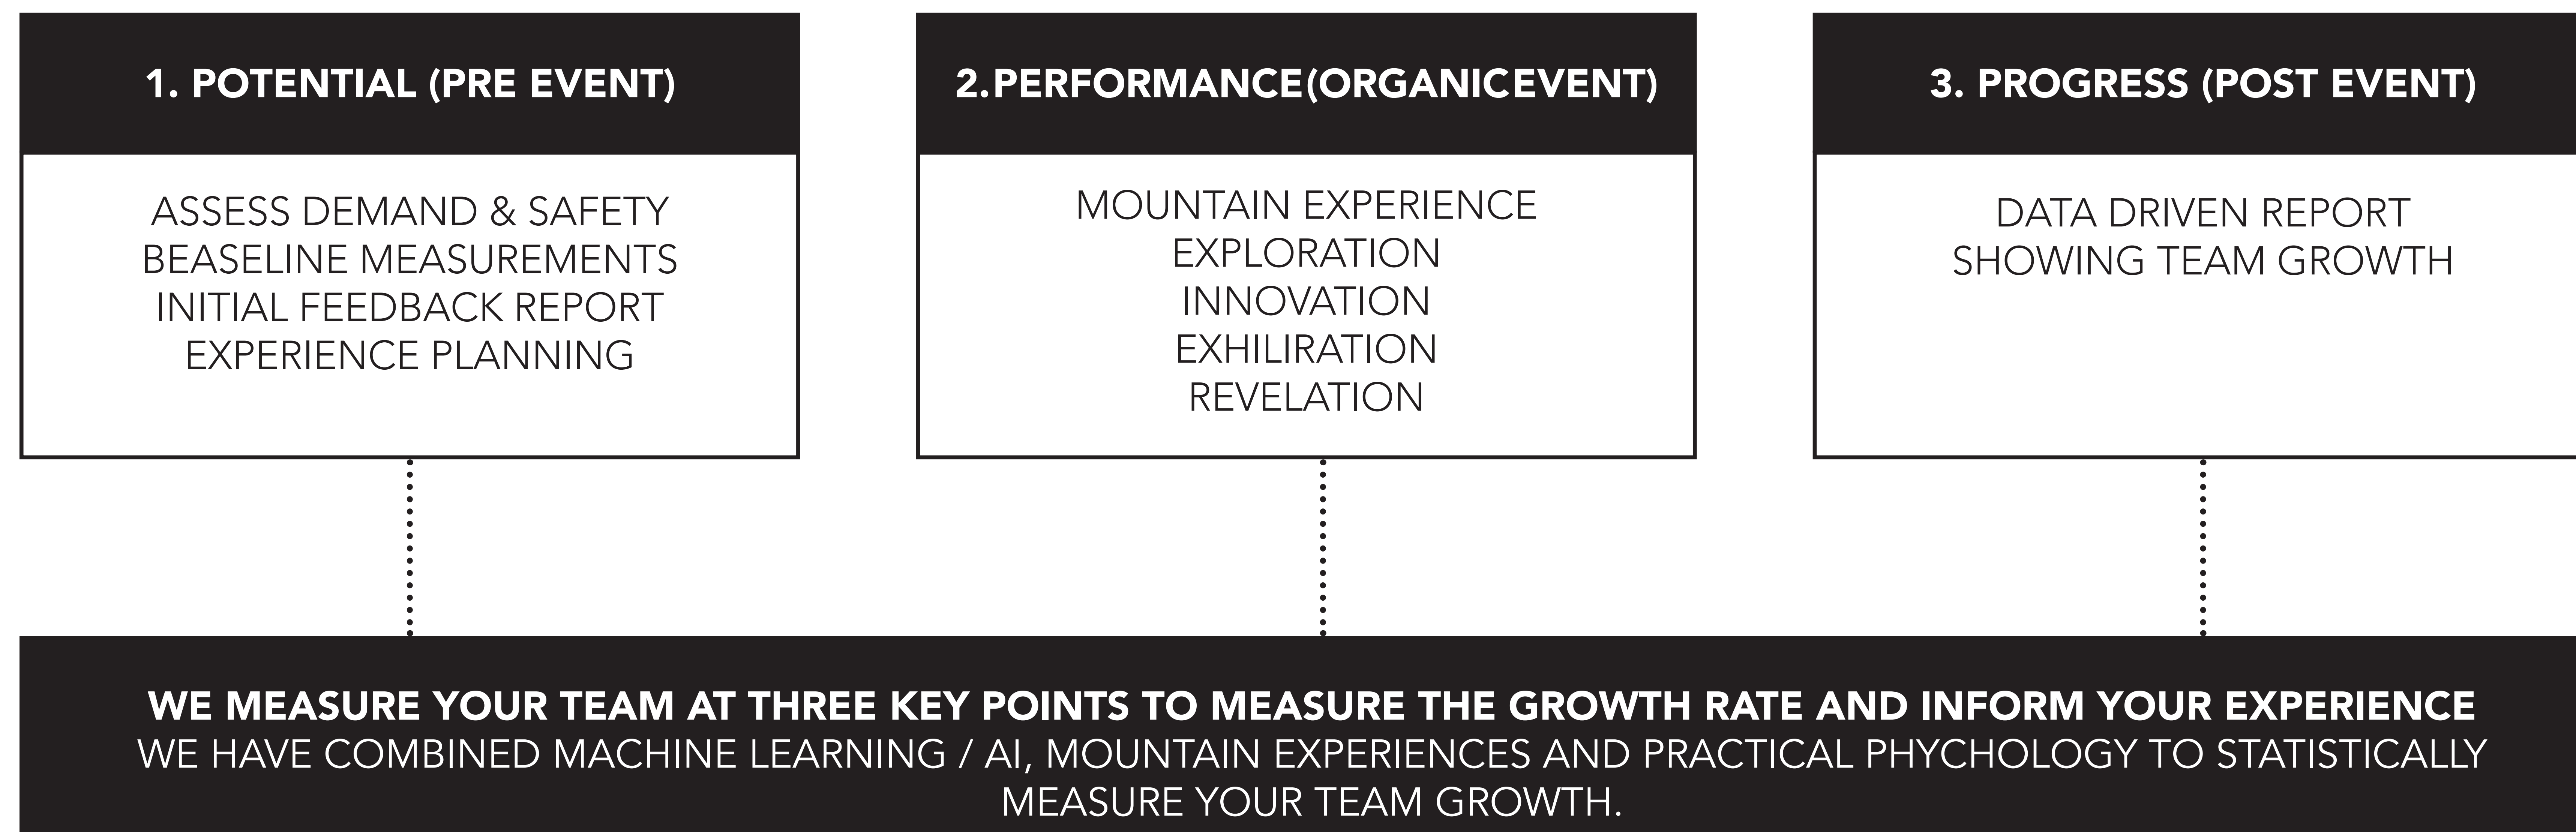 1. POTENTIAL (PRE EVENT)
ASSESS DEMAND & SAFETY
BEASELINE MEASUREMENTS
INITIAL FEEDBACK REPORT
EXPERIENCE PLANNING
2.PERFORMANCE(ORGANICEVENT)
MOUNTAIN EXPERIENCE
EXPLORATION
INNOVATION
EXHILIRATION
REVELATION
3. PROGRESS (POST EVENT)
DATA DRIVEN REPORT
SHOWING TEAM GROWTH
WE MEASURE YOUR TEAM AT THREE KEY POINTS TO MEASURE THE GROWTH RATE AND INFORM YOUR EXPERIENCE
WE HAVE COMBINED MACHINE LEARNING / AI, MOUNTAIN EXPERIENCES AND PRACTICAL PHYCHOLOGY TO STATISTICALLY
MEASURE YOUR TEAM GROWTH.